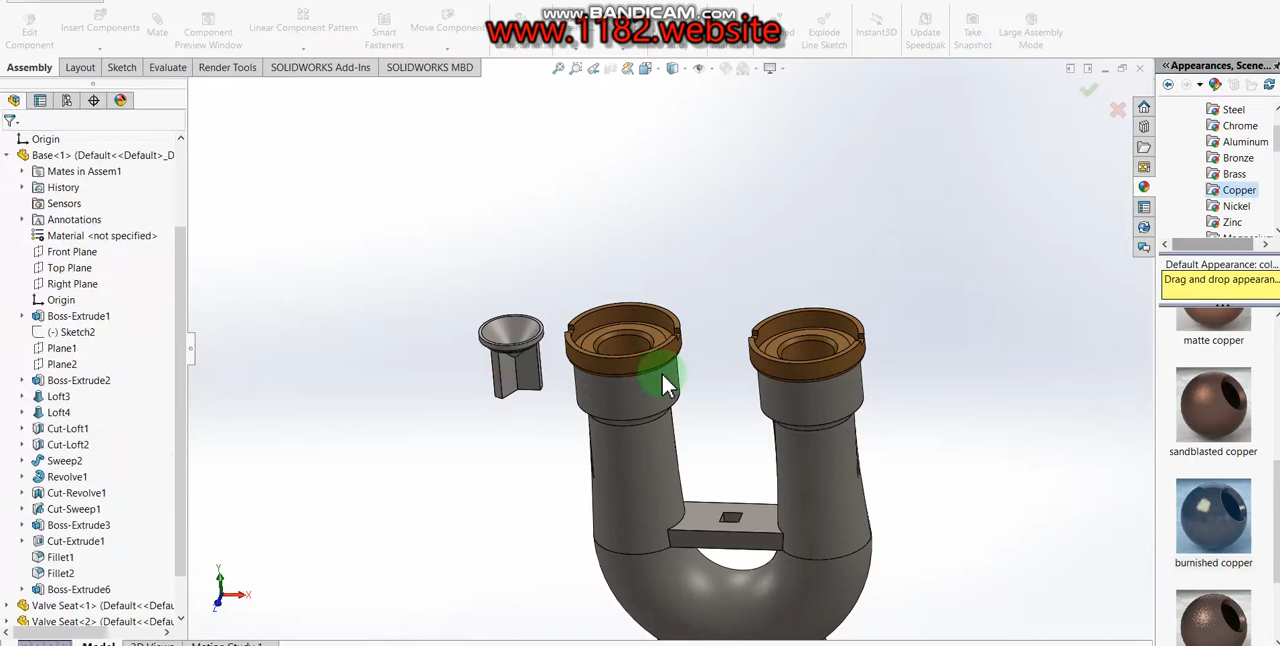 www.BANDICAM.com
www.1182.website
Edit Component
Insert Components
Mate
Component Preview Window
Linear Component Pattern
Smart Fasteners
Move Component
Explode Line Sketch
Instant3D
Update Speedpak
Take Snapshot
Large Assembly Mode
Assembly
Layout
Sketch
Evaluate
Render Tools
SOLIDWORKS Add-Ins
SOLIDWORKS MBD
Origin
Base<1> (Default<<Default>_D
Mates in Assem1
History
Sensors
Annotations
Material <not specified>
Front Plane
Top Plane
Right Plane
Origin
Boss-Extrude1
(-) Sketch2
Plane1
Plane2
Boss-Extrude2
Loft3
Loft4
Cut-Loft1
Cut-Loft2
Sweep2
Revolve1
Cut-Revolve1
Cut-Sweep1
Boss-Extrude3
Cut-Extrude1
Fillet1
Fillet2
Boss-Extrude6
Valve Seat<1> (Default<<Defau
Valve Seat<2> (Default<<Defau
Model
3D Views
Motion Study 1
Y
X
Z
Appearances, Scene...
Steel
Chrome
Aluminum
Bronze
Brass
Copper
Nickel
Zinc
Default Appearance: col...
Drag and drop appearan...
matte copper
sandblasted copper
burnished copper